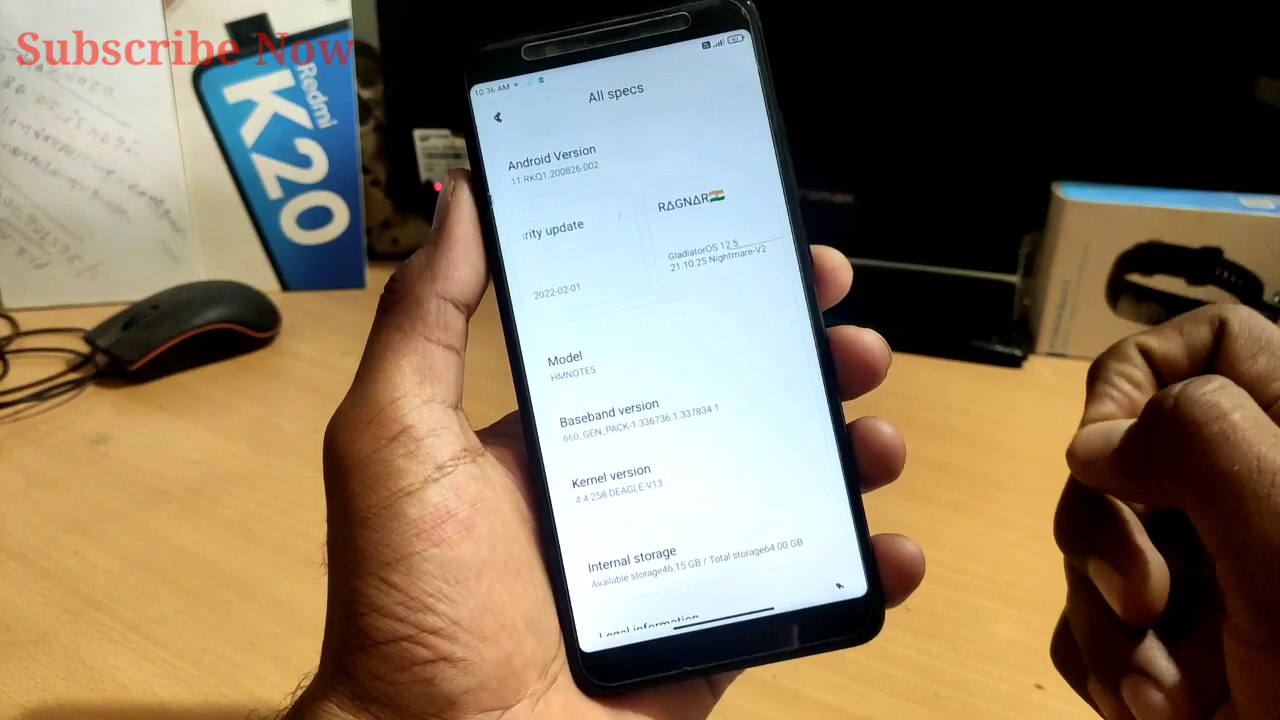 Subscribe Now
Redmi
K20
10 36 AM
All specs
Android Version
11 RKQ1.200826.002
rity update
2022-02-01
RΔGNΔR🇮🇳
GladiatorOS 12.5
21.10.25 Nightmare-V2
Model
HMNOTE5
Baseband version
660_GEN_PACK-1.336736.1.337834.1
Kernel version
4.4.258-DEAGLE-V13
Internal storage
Available storage46.15 GB / Total storage64.00 GB
Legal information